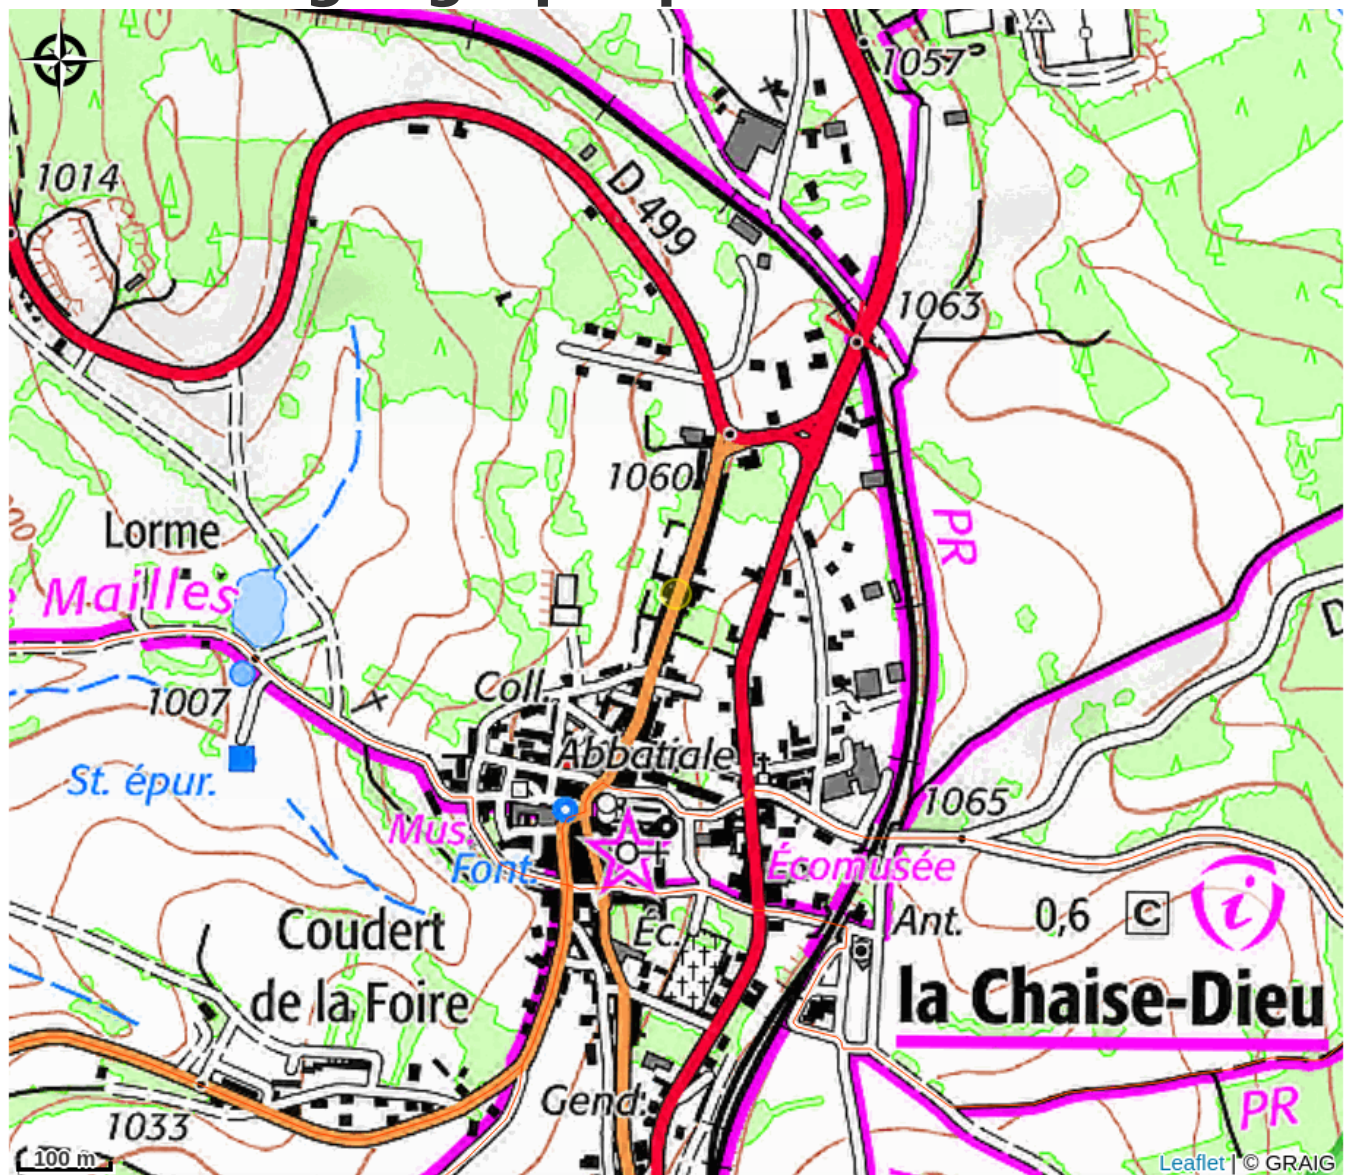 1057
1014
D 499
1063
1060
PR
Lorme
Mailles
1007
Coll.
Abbatiale
St. épur.
1065
Mus.
Font.
Écomusée
Coudert
de la Foire
Éc.
Ant.
0,6
C
i
la Chaise-Dieu
Gend.
1033
PR
100 m
Leaflet | © GRAIG